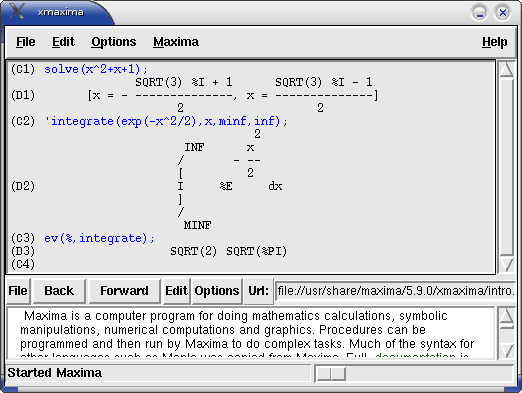 xmaxima
File Edit Options Maxima Help
(C1) solve(x^2+x+1);
SQRT(3) %I + 1 SQRT(3) %I - 1
(D1) [x = - --------------, x = --------------]
2 2
(C2) 'integrate(exp(-x^2/2),x,minf,inf);
2
INF x
/ - --
[ 2
(D2) I %E dx
]
/
MINF
(C3) ev(%,integrate);
(D3) SQRT(2) SQRT(%PI)
(C4)
File Back Forward Edit Options Url: file://usr/share/maxima/5.9.0/xmaxima/intro.
Maxima is a computer program for doing mathematics calculations, symbolic
manipulations, numerical computations and graphics. Procedures can be
programmed and then run by Maxima to do complex tasks. Much of the syntax for
other languages such as Maple was copied from Maxima. Full documentation is
Started Maxima